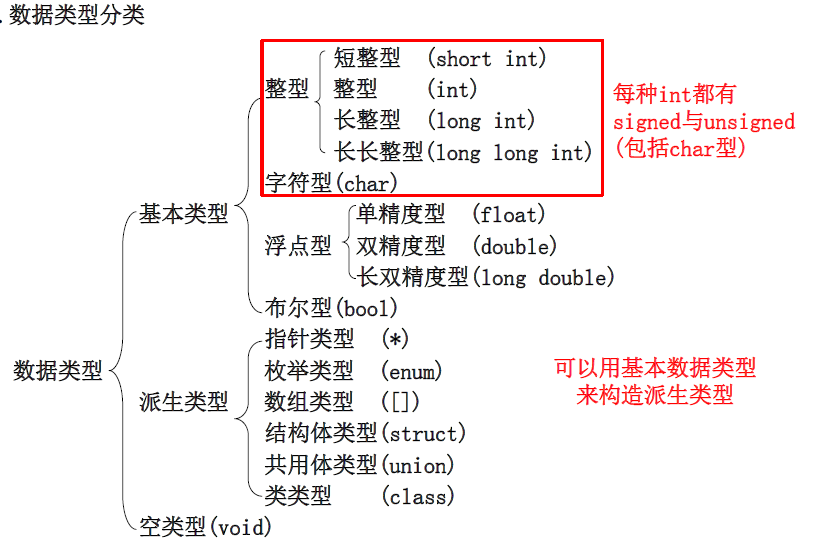 .数据类型分类
短整型 (short int)
整型 整型 (int)
长整型 (long int)
长长整型(long long int)
字符型(char)
每种int都有
signed与unsigned
(包括char型)
基本类型
单精度型 (float)
浮点型 双精度型 (double)
长双精度型(long double)
布尔型(bool)
指针类型 (*)
数据类型
枚举类型 (enum)
派生类型 数组类型 ([])
结构体类型(struct)
共用体类型(union)
类类型 (class)
可以用基本数据类型
来构造派生类型
空类型(void)